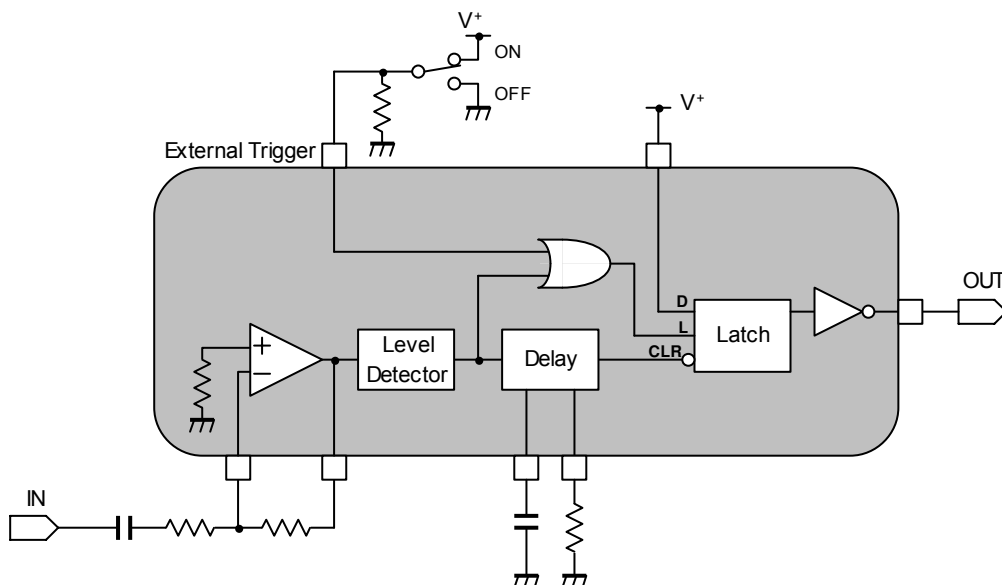 V+
ON
OFF
V+
External Trigger
OUT
D
L
CLR
Latch
+
−
Level
Detector
Delay
IN